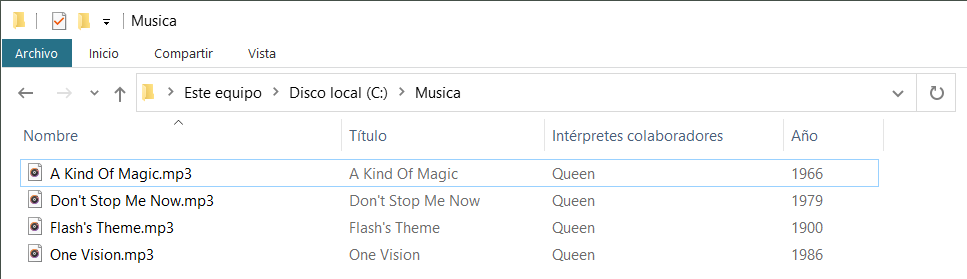 Musica
Archivo Inicio Compartir Vista
Este equipo Disco local (C:) Musica
Nombre Título Intérpretes colaboradores Año
A Kind Of Magic.mp3 A Kind Of Magic Queen 1966
Don't Stop Me Now.mp3 Don't Stop Me Now Queen 1979
Flash's Theme.mp3 Flash's Theme Queen 1900
One Vision.mp3 One Vision Queen 1986